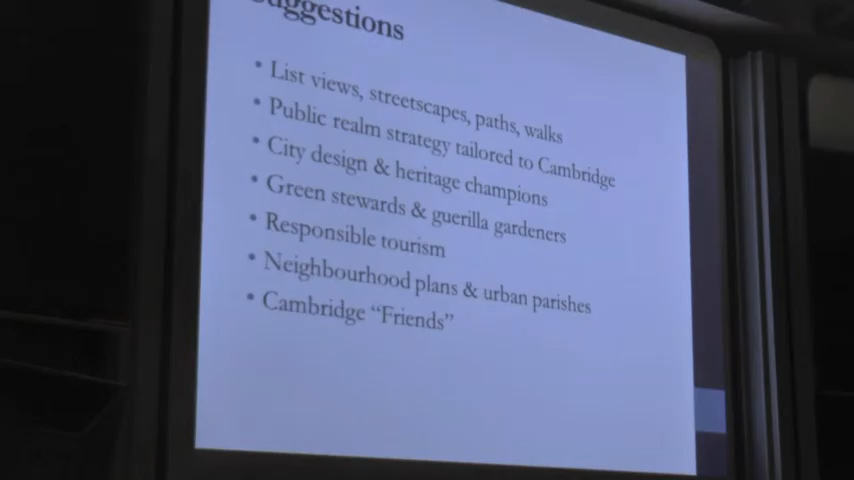 Suggestions
• List views, streetscapes, paths, walks
• Public realm strategy tailored to Cambridge
• City design & heritage champions
• Green stewards & guerilla gardeners
• Responsible tourism
• Neighbourhood plans & urban parishes
• Cambridge “Friends”